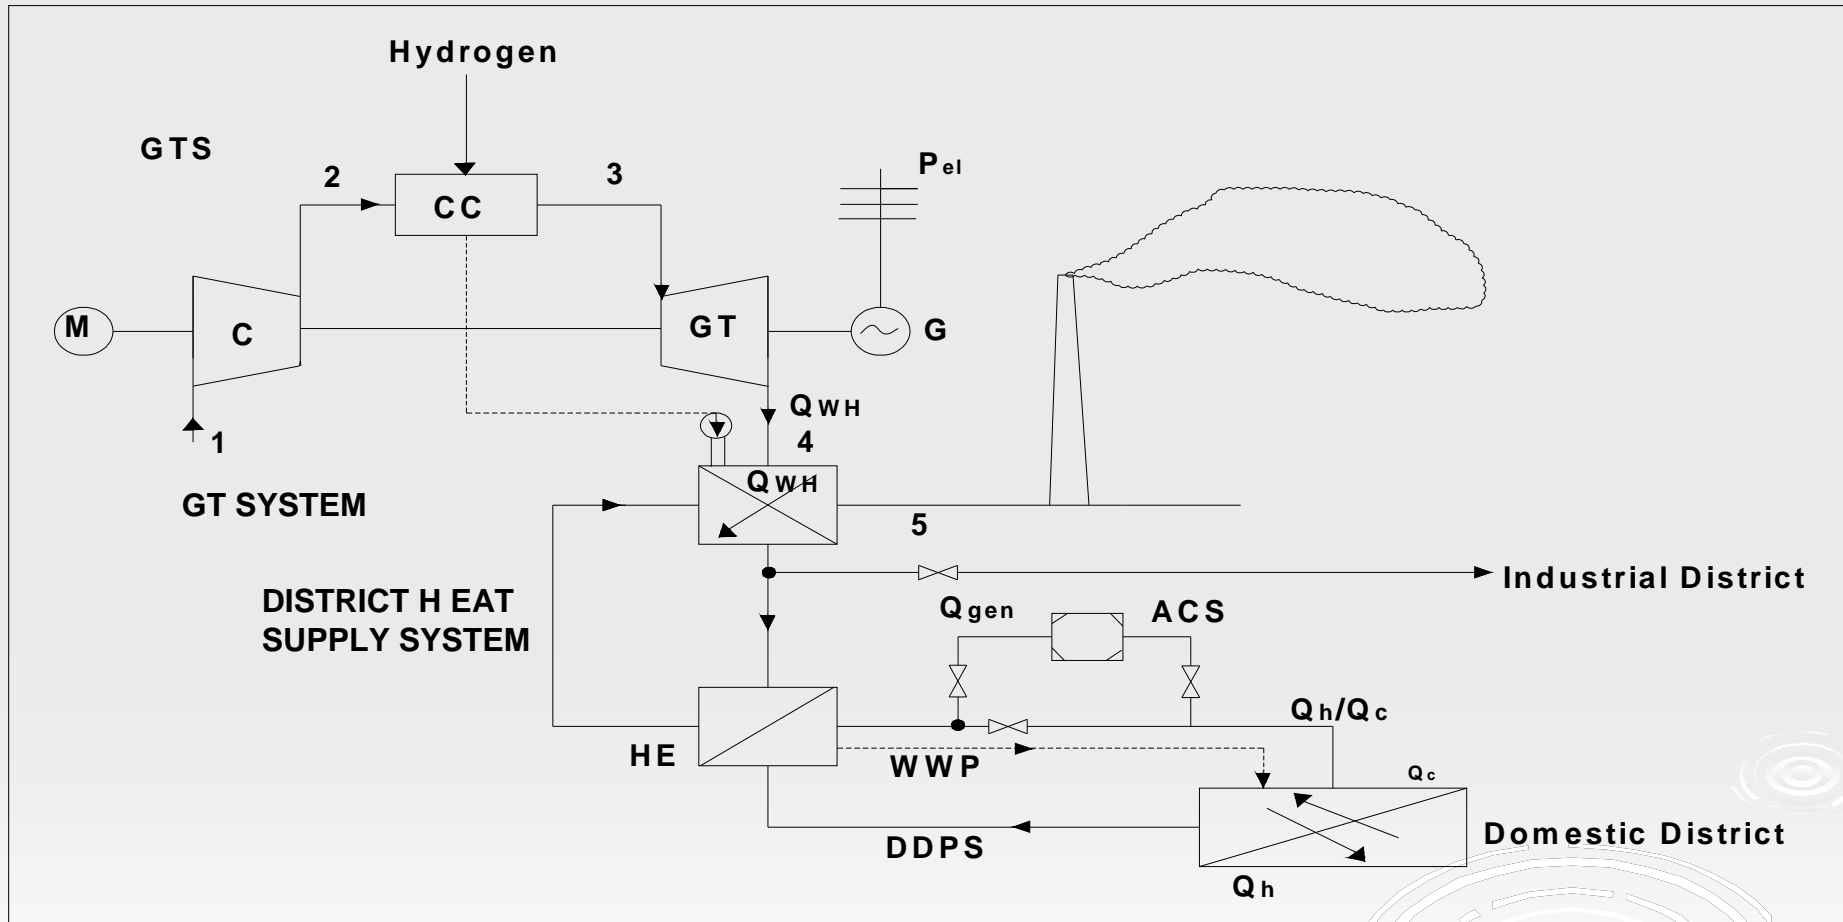 Hydrogen
GTS
Pel
2
3
CC
M
C
GT
G
QWH
1
4
QWH
GT SYSTEM
5
Industrial District
DISTRICT H EAT
SUPPLY SYSTEM
Qgen
ACS
Qh/Qc
HE
WWP
Qc
DDPS
Domestic District
Qh